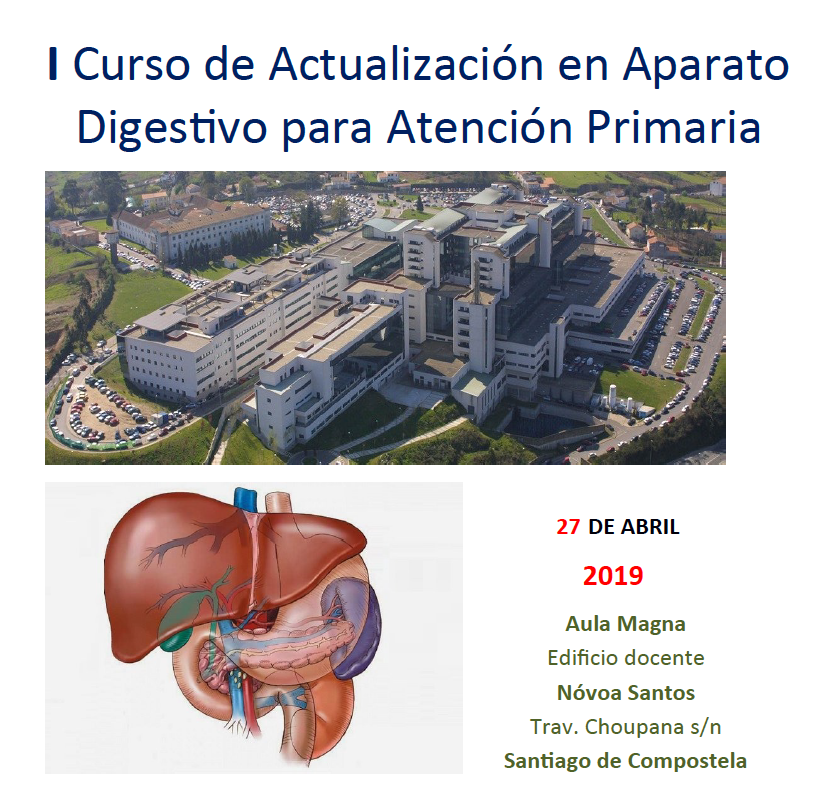 I Curso de Actualización en Aparato
Digestivo para Atención Primaria
27 DE ABRIL
2019
Aula Magna
Edificio docente
Nóvoa Santos
Trav. Choupana s/n
Santiago de Compostela